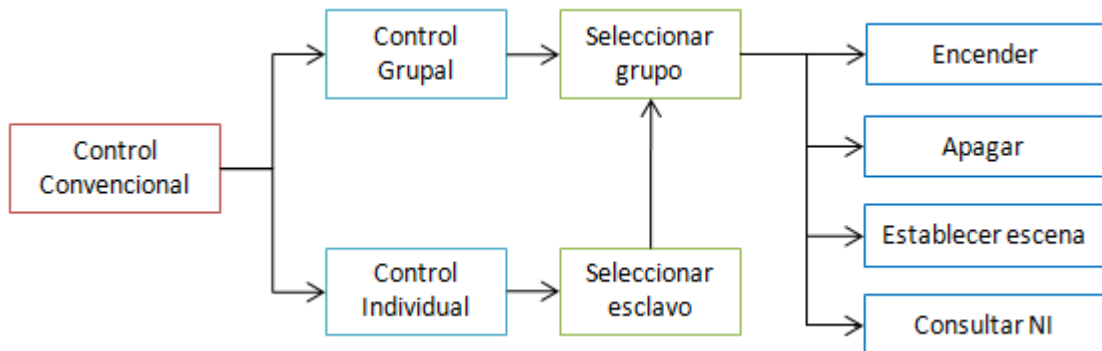 Control
Convencional
Control
Grupal
Seleccionar
grupo
Control
Individual
Seleccionar
esclavo
Encender
Apagar
Establecer escena
Consultar NI